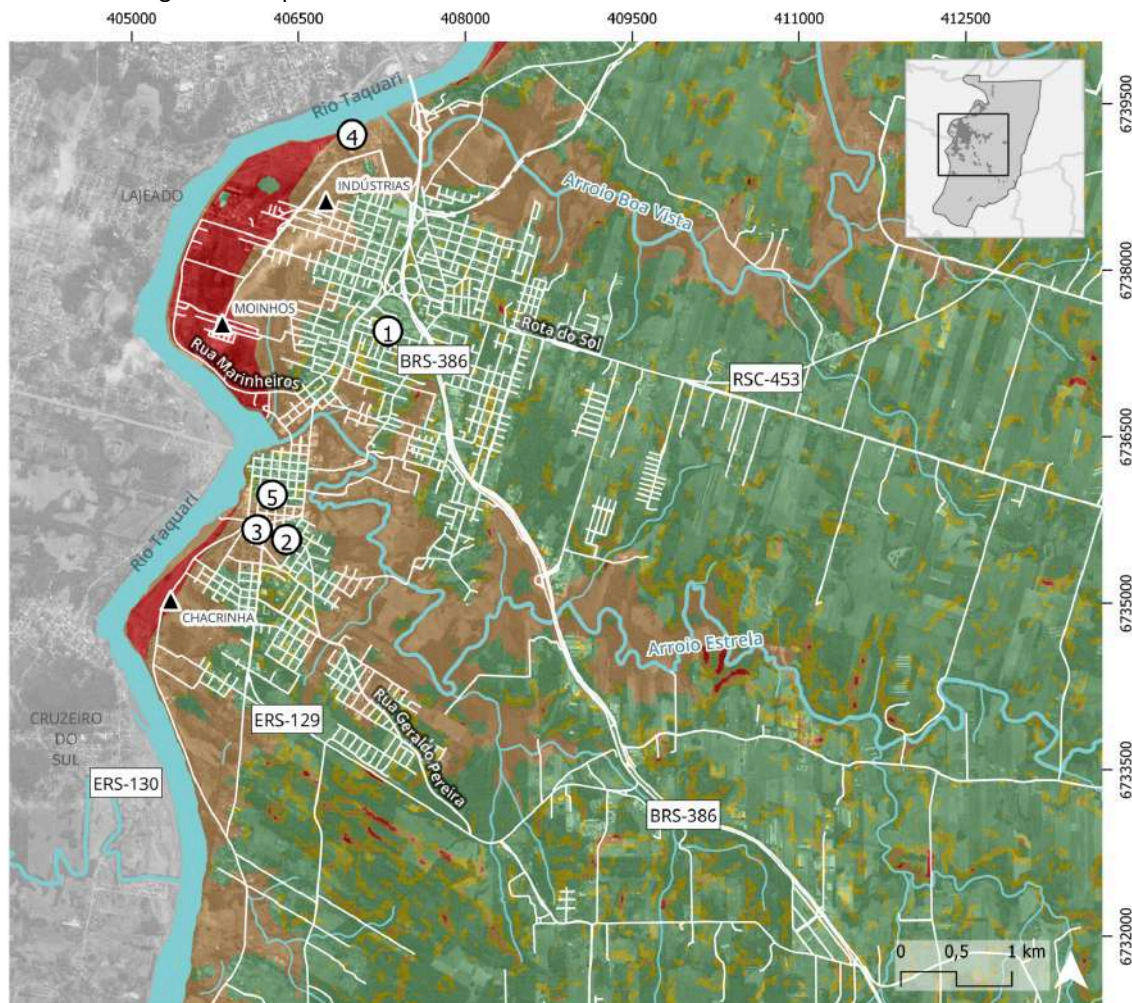 405000
406500
408000
409500
411000
412500
6739500
Rio Taquari
4
INDÚSTRIAS
LAJEADO
Arroio Boa Vista
6738000
MOINHOS
1
Rota do Sol
BRS-386
RSC-453
Rua Marinheiros
6736500
Rio Taquari
5
3
2
CHACRINHA
6735000
Arroio Estrela
CRUZEIRO
DO
SUL
ERS-129
Rua Geraldo Pereira
ERS-130
6733500
BRS-386
6732000
0 0,5 1 km